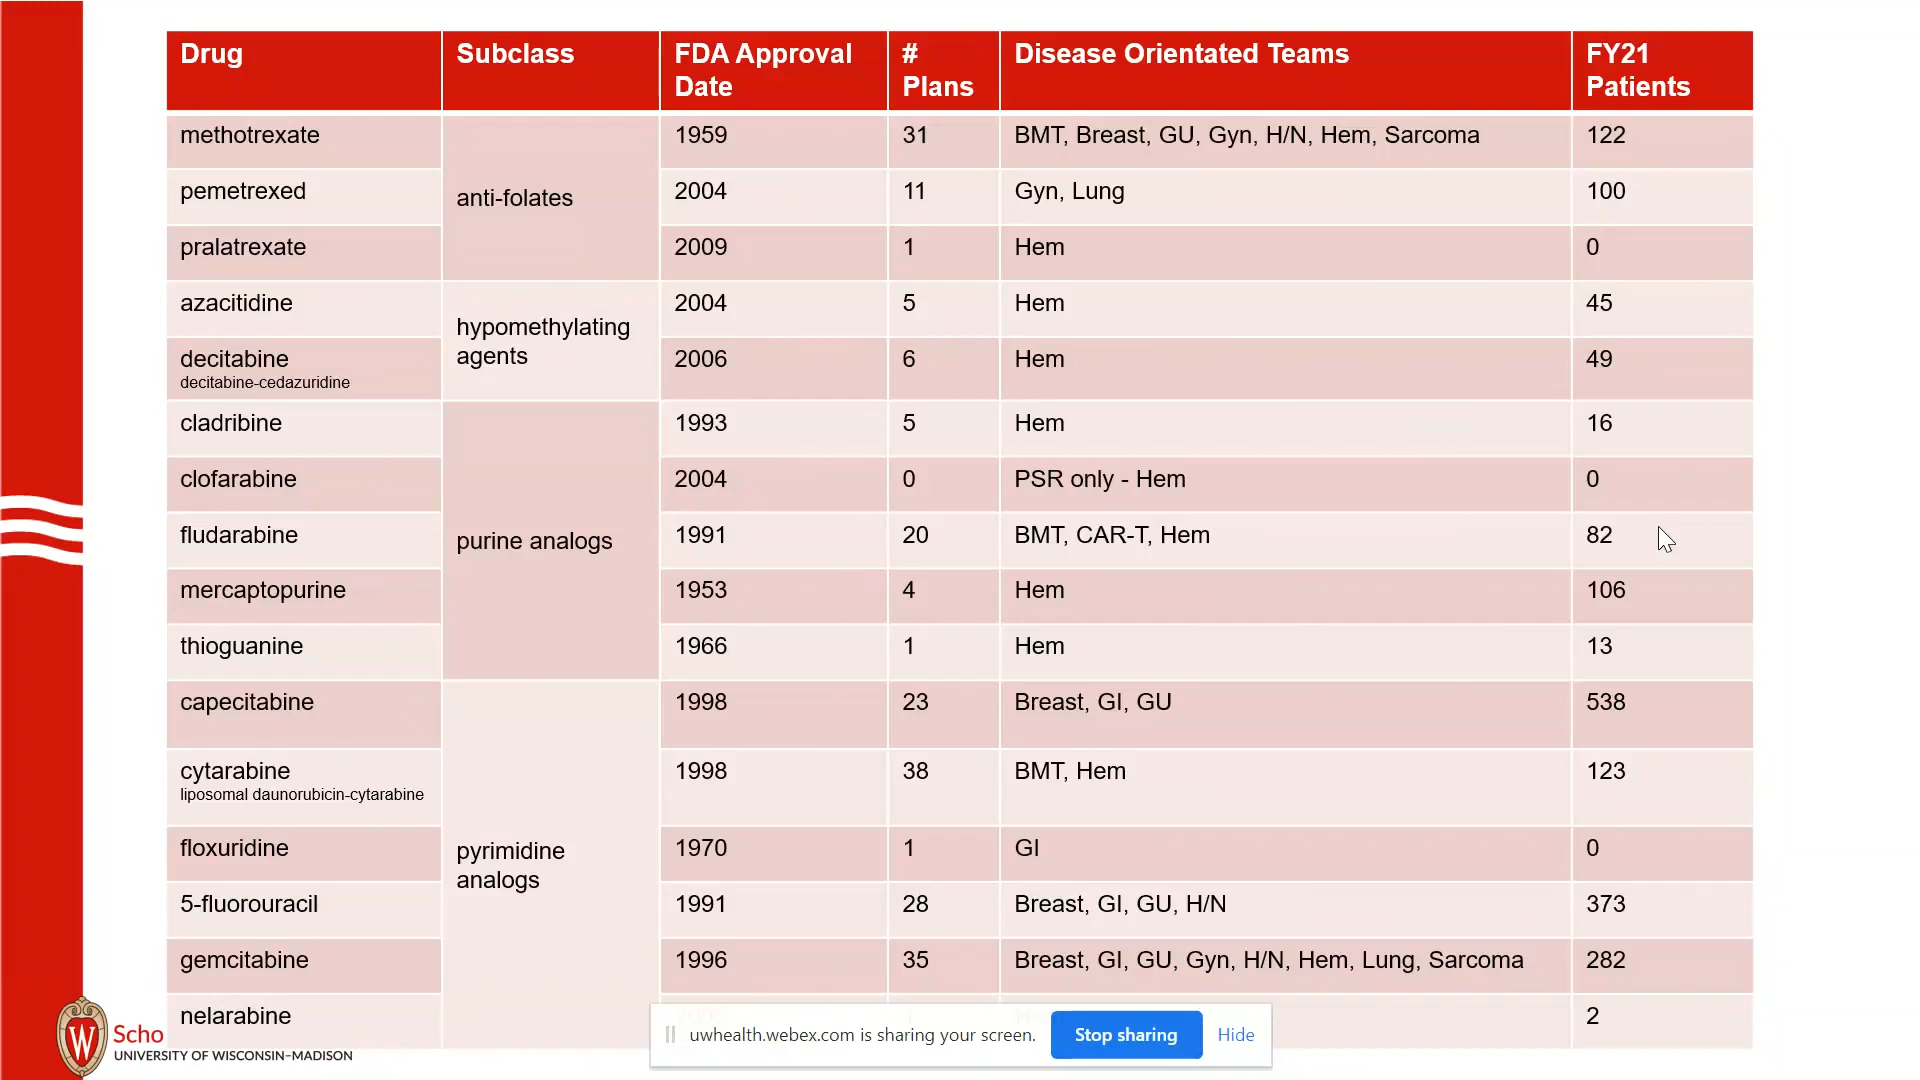 Drug Subclass FDA Approval Date # Plans Disease Orientated Teams FY21 Patients
methotrexate anti-folates 1959 31 BMT, Breast, GU, Gyn, H/N, Hem, Sarcoma 122
pemetrexed 2004 11 Gyn, Lung 100
pralatrexate 2009 1 Hem 0
azacitidine hypomethylating agents 2004 5 Hem 45
decitabine 2006 6 Hem 49
decitabine-cedazuridine
cladribine purine analogs 1993 5 Hem 16
clofarabine 2004 0 PSR only - Hem 0
fludarabine 1991 20 BMT, CAR-T, Hem 82
mercaptopurine 1953 4 Hem 106
thioguanine 1966 1 Hem 13
capecitabine pyrimidine analogs 1998 23 Breast, GI, GU 538
cytarabine 1998 38 BMT, Hem 123
liposomal daunorubicin-cytarabine
floxuridine 1970 1 GI 0
5-fluorouracil 1991 28 Breast, GI, GU, H/N 373
gemcitabine 1996 35 Breast, GI, GU, Gyn, H/N, Hem, Lung, Sarcoma 282
nelarabine 2
W
Scho
UNIVERSITY OF WISCONSIN–MADISON
uwhealth.webex.com is sharing your screen. Stop sharing Hide